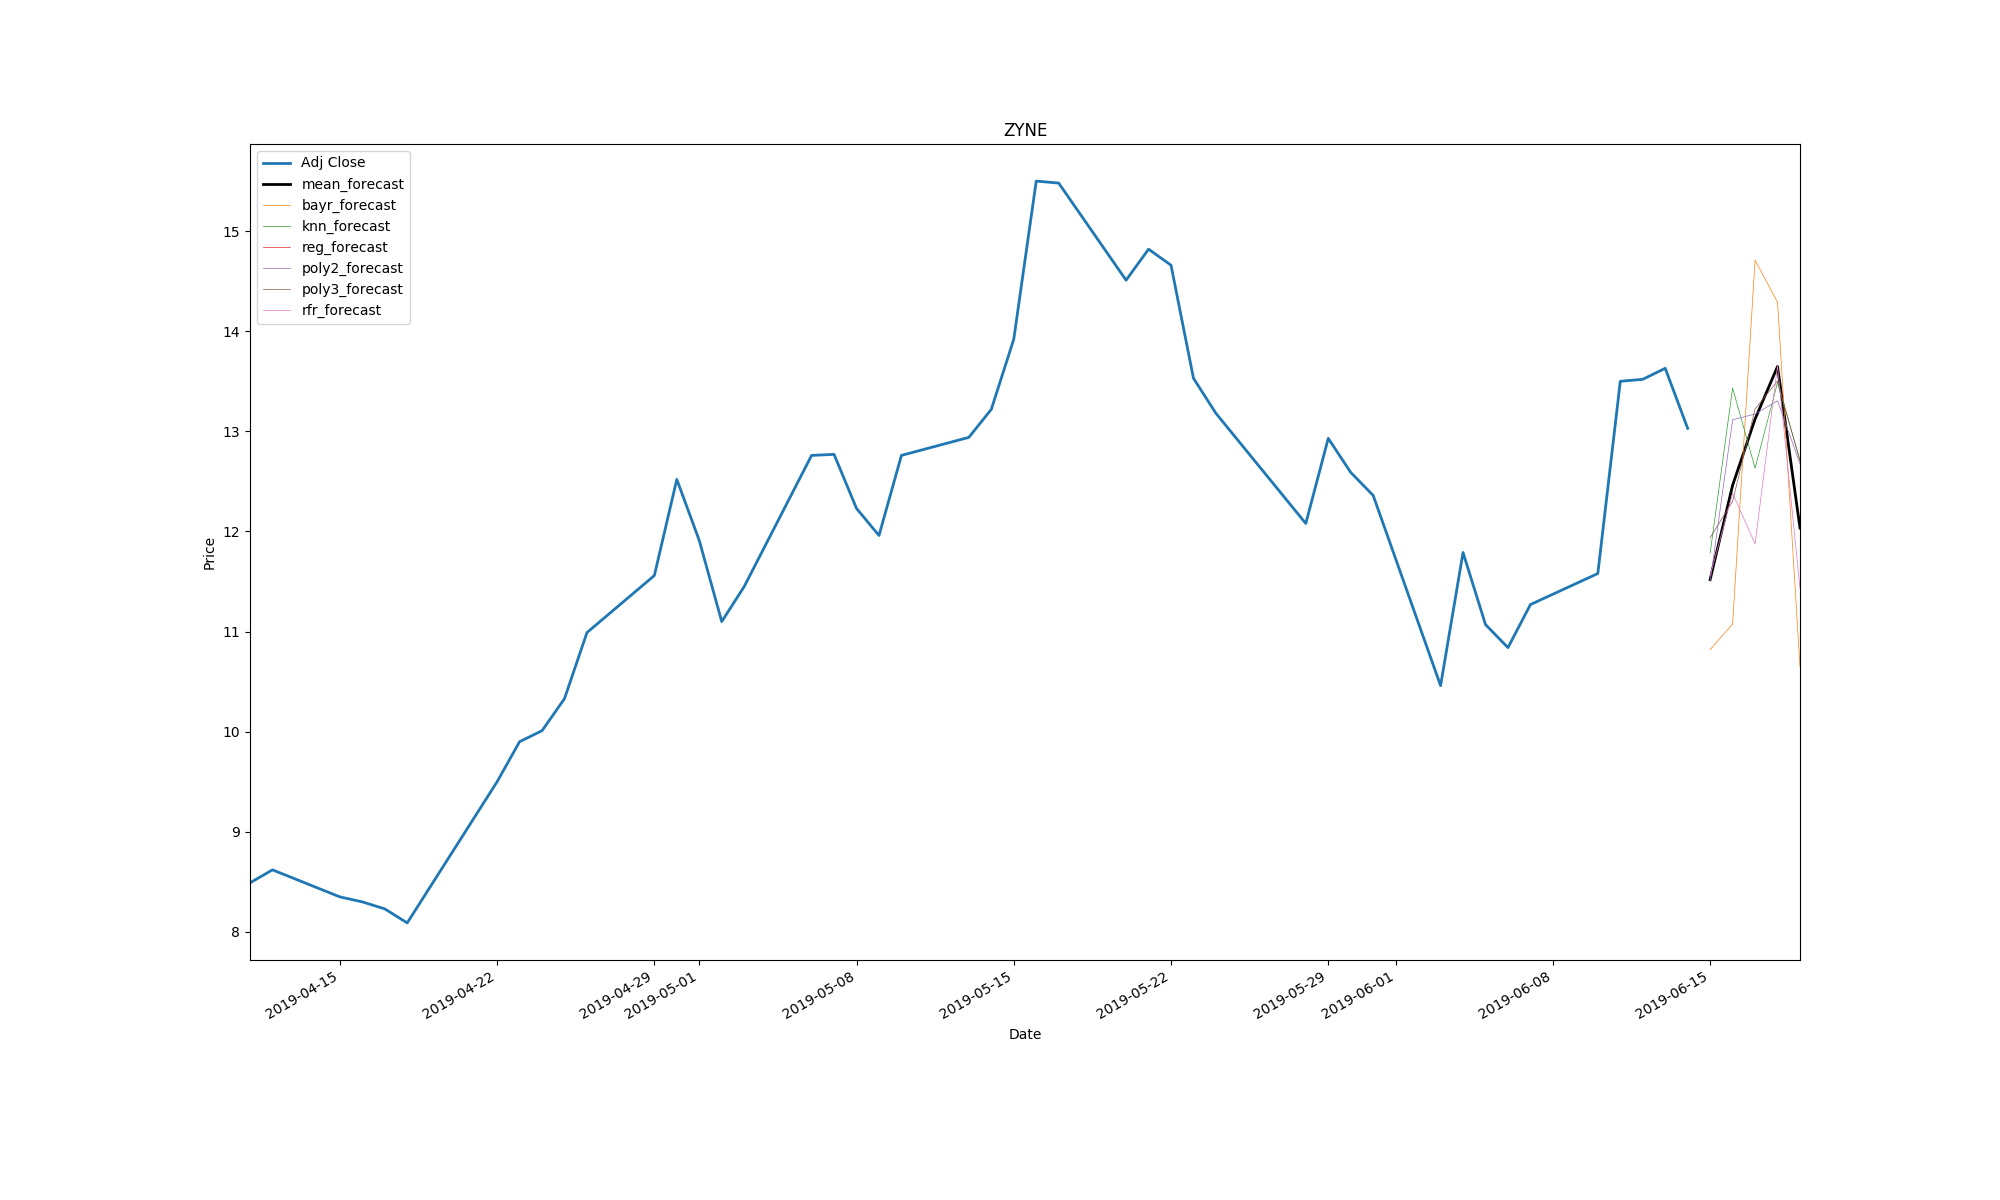 ZYNE
Adj Close
mean_forecast
bayr_forecast
knn_forecast
reg_forecast
poly2_forecast
poly3_forecast
rfr_forecast
15
14
13
12
11
10
9
8
Price
2019-04-15
2019-04-22
2019-04-29
2019-05-01
2019-05-08
2019-05-15
2019-05-22
2019-05-29
2019-06-01
2019-06-08
2019-06-15
Date